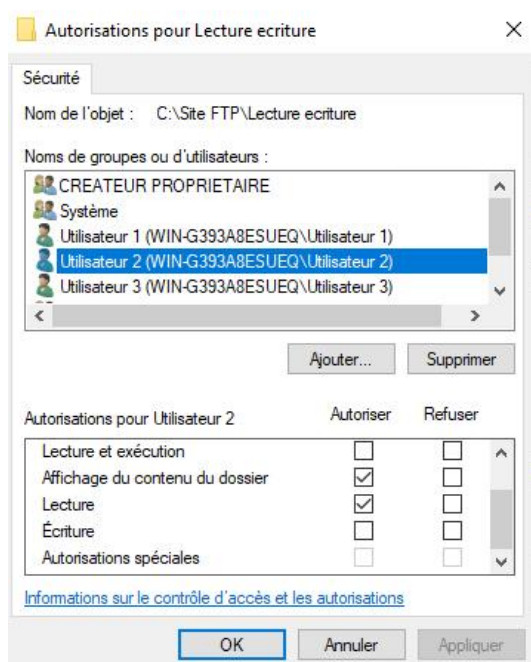 Autorisations pour Lecture ecriture
Sécurité
Nom de l'objet : C:\Site FTP\Lecture ecriture
Noms de groupes ou d'utilisateurs :
CREATEUR PROPRIETAIRE
Système
Utilisateur 1 (WIN-G393A8ESUEQ\Utilisateur 1)
Utilisateur 2 (WIN-G393A8ESUEQ\Utilisateur 2)
Utilisateur 3 (WIN-G393A8ESUEQ\Utilisateur 3)
Ajouter... Supprimer
Autorisations pour Utilisateur 2 Autoriser Refuser
Lecture et exécution
Affichage du contenu du dossier
Lecture
Écriture
Autorisations spéciales
Informations sur le contrôle d'accès et les autorisations
OK Annuler Appliquer